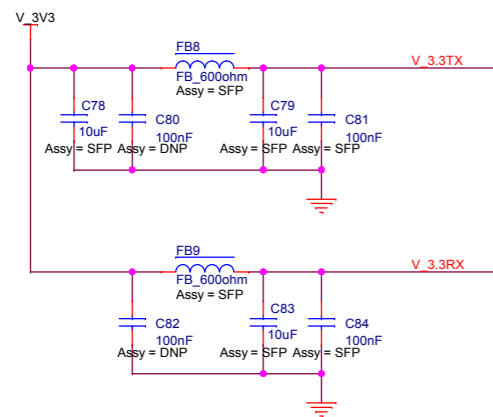 V_3V3
FB8
FB_600ohm
Assy = SFP
V_3.3TX
C78
10uF
Assy = SFP
C80
100nF
Assy = DNP
C79
10uF
Assy = SFP
C81
100nF
Assy = SFP
FB9
FB_600ohm
Assy = SFP
V_3.3RX
C82
100nF
Assy = DNP
C83
10uF
Assy = SFP
C84
100nF
Assy = SFP